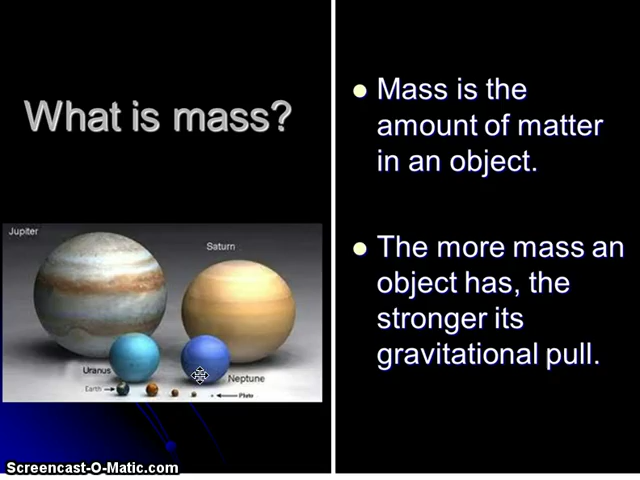 What is mass?
Jupiter
Saturn
Uranus
Neptune
Earth
Pluto
Mass is the
amount of matter
in an object.
The more mass an
object has, the
stronger its
gravitational pull.
Screencast-O-Matic.com